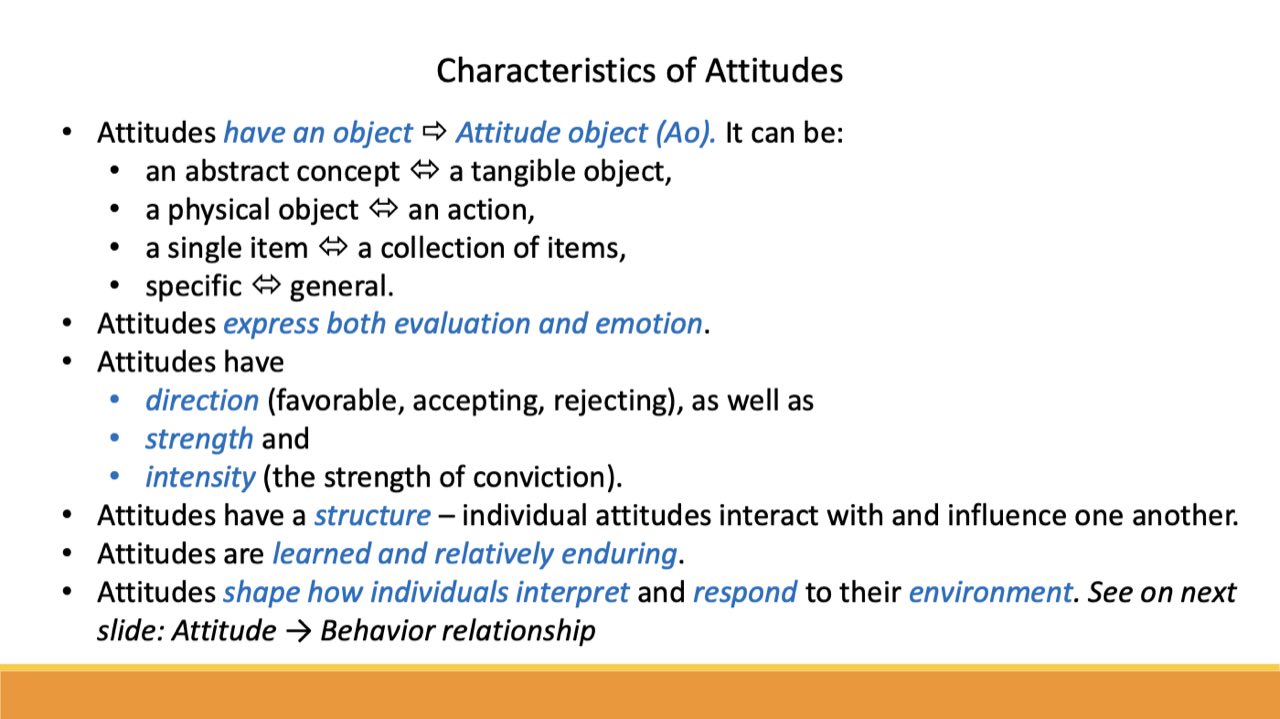 Characteristics of Attitudes
• Attitudes have an object ⇨ Attitude object (Ao). It can be:
• an abstract concept ⬄ a tangible object,
• a physical object ⬄ an action,
• a single item ⬄ a collection of items,
• specific ⬄ general.
• Attitudes express both evaluation and emotion.
• Attitudes have
• direction (favorable, accepting, rejecting), as well as
• strength and
• intensity (the strength of conviction).
• Attitudes have a structure – individual attitudes interact with and influence one another.
• Attitudes are learned and relatively enduring.
• Attitudes shape how individuals interpret and respond to their environment. See on next
slide: Attitude → Behavior relationship